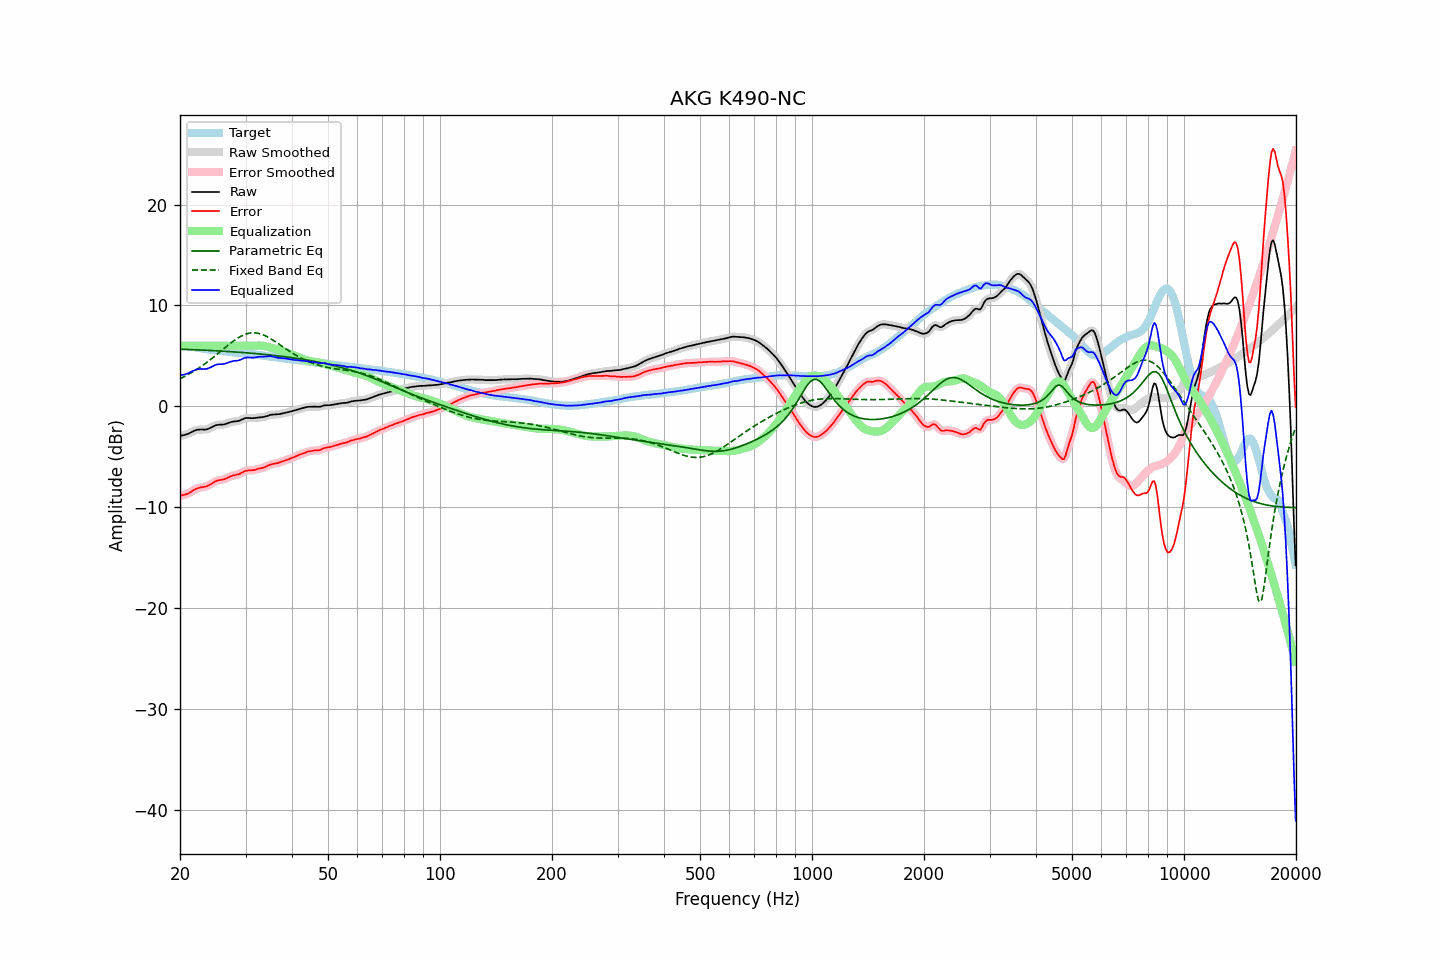 AKG K490-NC
Target
Raw Smoothed
Error Smoothed
Raw
Error
Equalization
Parametric Eq
Fixed Band Eq
Equalized
Amplitude (dBr)
20
10
0
−10
−20
−30
−40
20 50 100 200 500 1000 2000 5000 10000 20000
Frequency (Hz)